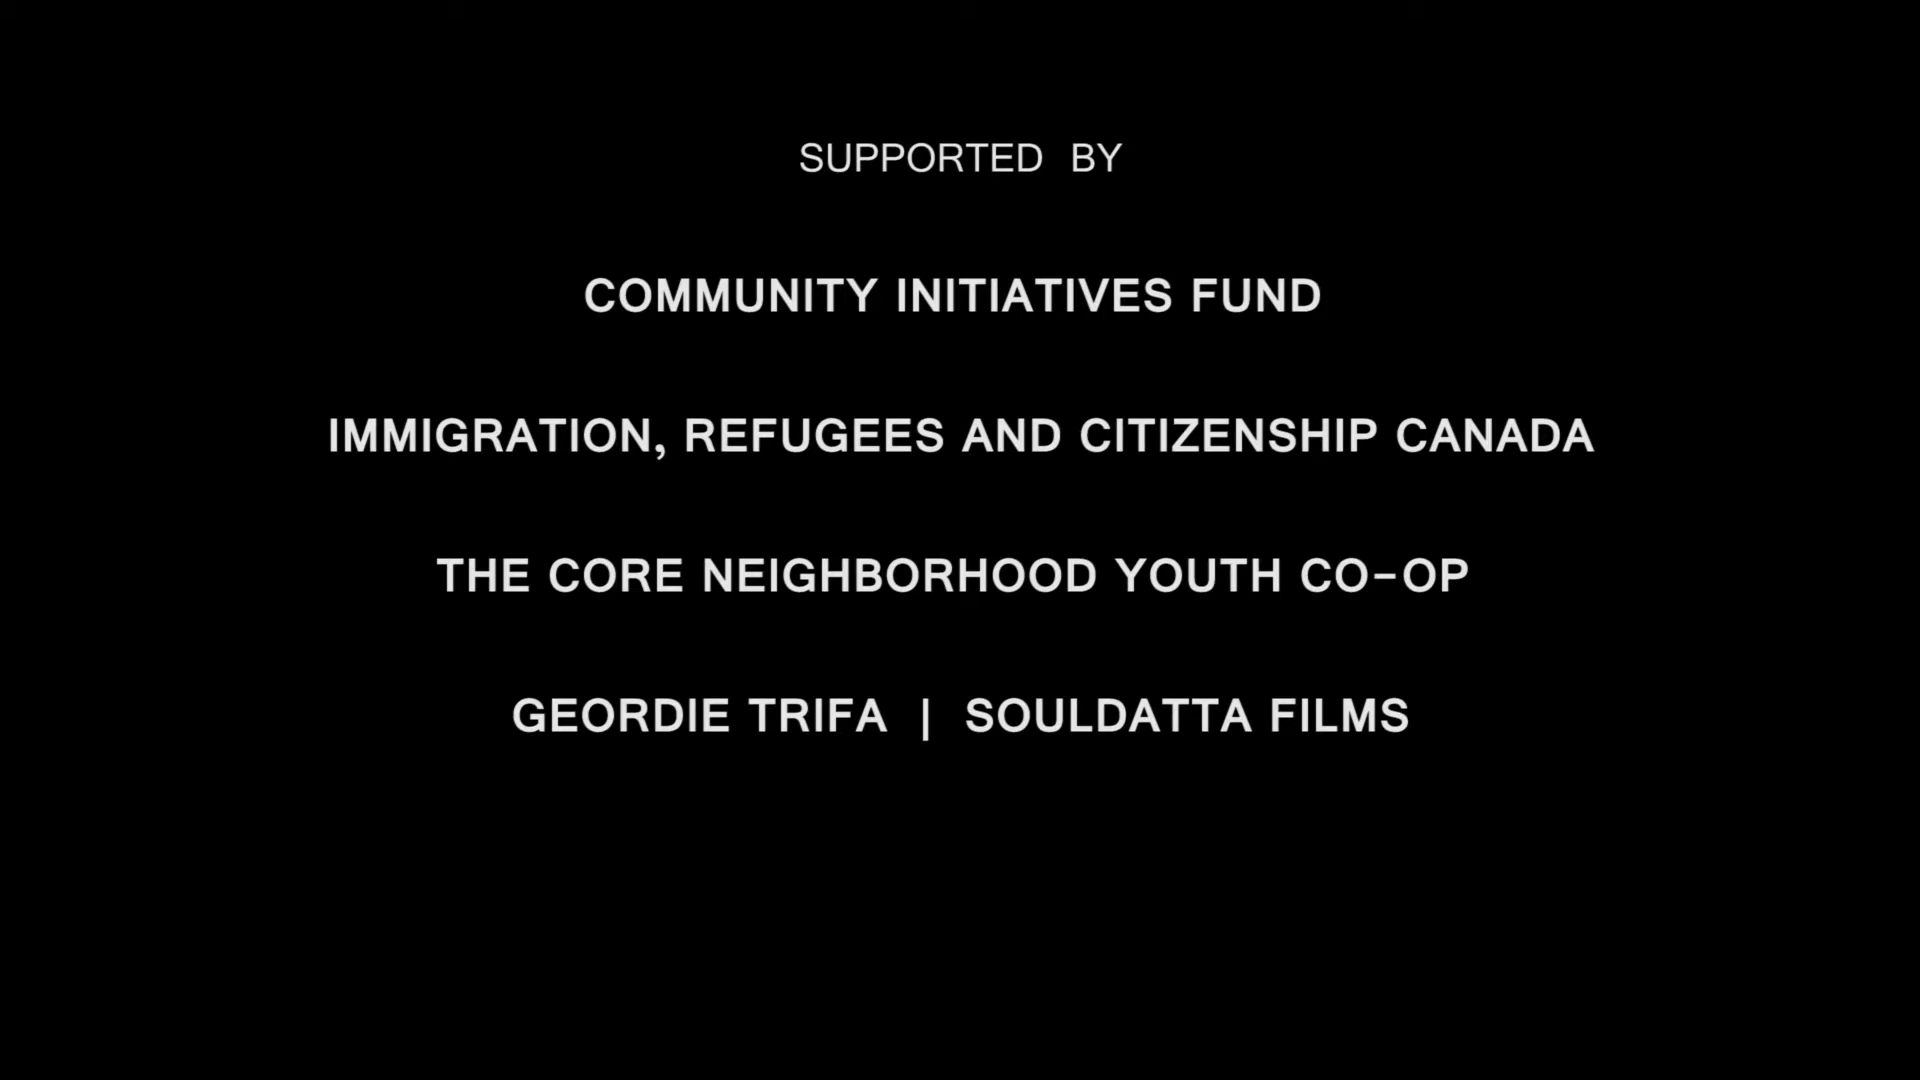 SUPPORTED BY
COMMUNITY INITIATIVES FUND
IMMIGRATION, REFUGEES AND CITIZENSHIP CANADA
THE CORE NEIGHBORHOOD YOUTH CO-OP
GEORDIE TRIFA | SOULDATTA FILMS